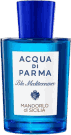 ACQUA
DI
PARMA
Blu Mediterraneo
MANDORLO
DI SICILIA